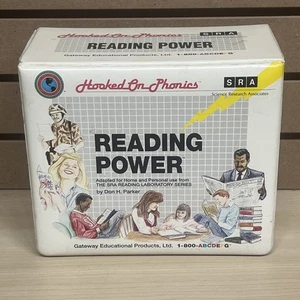 Hooked On Phonics SRA
READING POWER
Gateway Educational Products, Ltd. 1-800-ABCDEFG
Hooked On Phonics
SRA
Science Research Associates
READING
POWER
Adapted for Home and Personal use from
THE SRA READING LABORATORY SERIES
by Don H. Parker
Gateway Educational Products, Ltd. 1-800-ABCDEFG